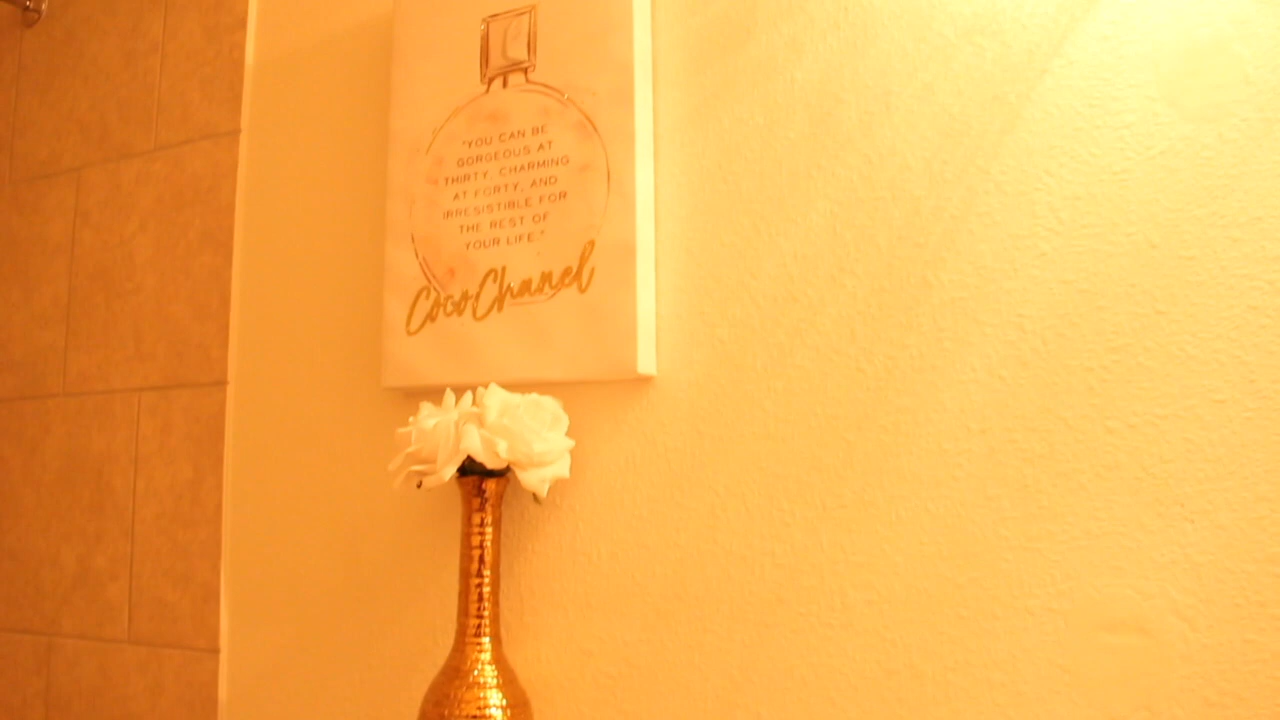 "YOU CAN BE
GORGEOUS AT
THIRTY, CHARMING
AT FORTY, AND
IRRESISTIBLE FOR
THE REST OF
YOUR LIFE."
Coco Chanel